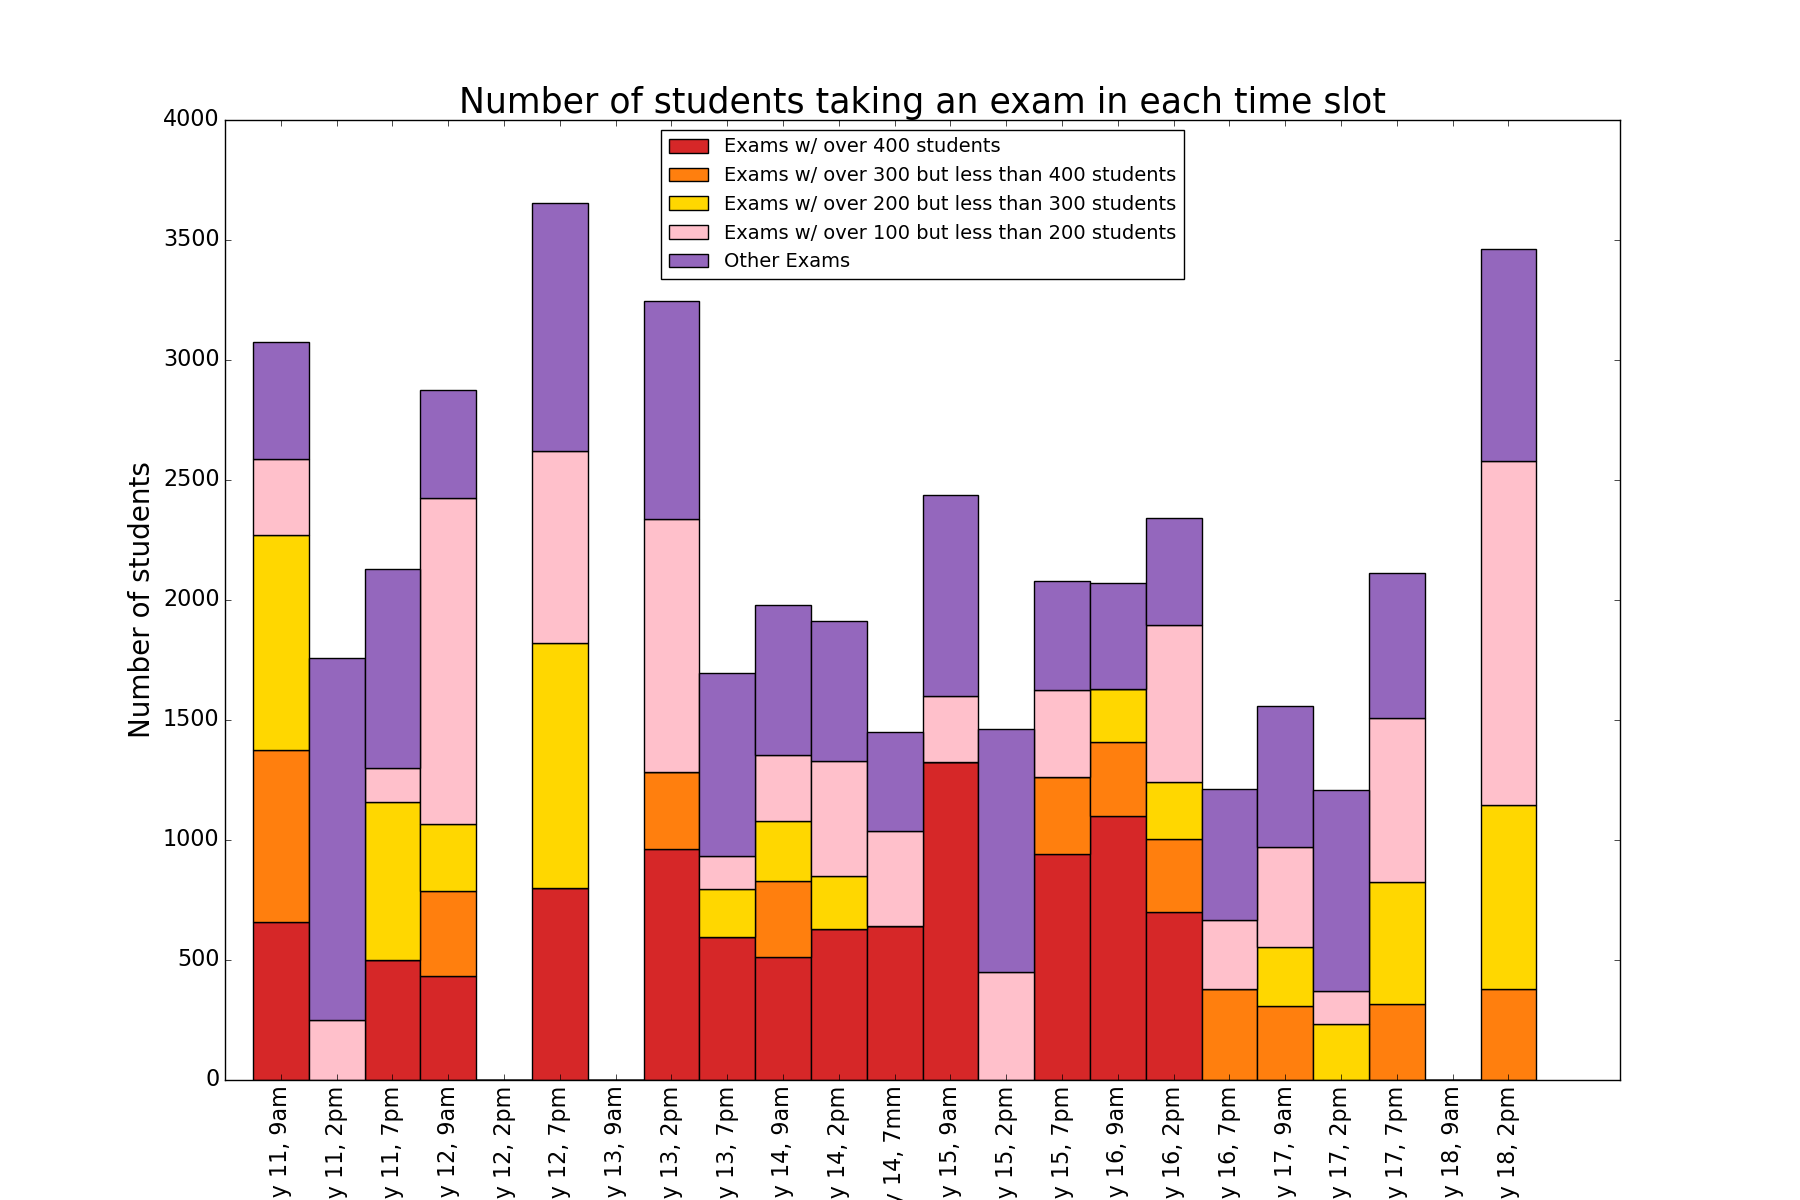 Number of students taking an exam in each time slot
Exams w/ over 400 students
Exams w/ over 300 but less than 400 students
Exams w/ over 200 but less than 300 students
Exams w/ over 100 but less than 200 students
Other Exams
Number of students
4000
3500
3000
2500
2000
1500
1000
500
0
y 11, 9am
y 11, 2pm
y 11, 7pm
y 12, 9am
y 12, 2pm
y 12, 7pm
y 13, 9am
y 13, 2pm
y 13, 7pm
y 14, 9am
y 14, 2pm
y 14, 7mm
y 15, 9am
y 15, 2pm
y 15, 7pm
y 16, 9am
y 16, 2pm
y 16, 7pm
y 17, 9am
y 17, 2pm
y 17, 7pm
y 18, 9am
y 18, 2pm